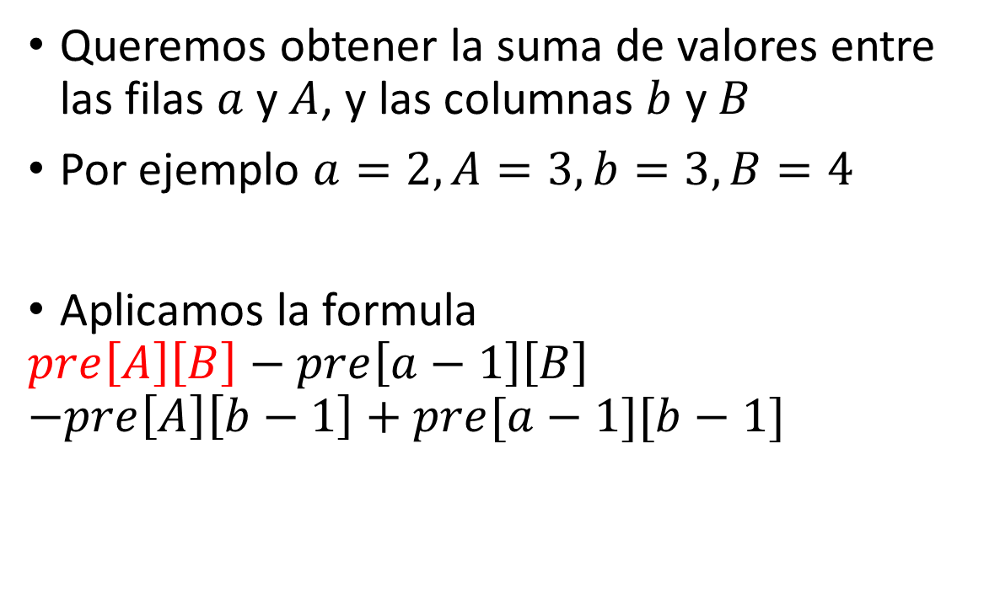 • Queremos obtener la suma de valores entre
las filas a y A, y las columnas b y B
• Por ejemplo a = 2, A = 3, b = 3, B = 4
• Aplicamos la formula
pre[A][B] − pre[a − 1][B]
−pre[A][b − 1] + pre[a − 1][b − 1]